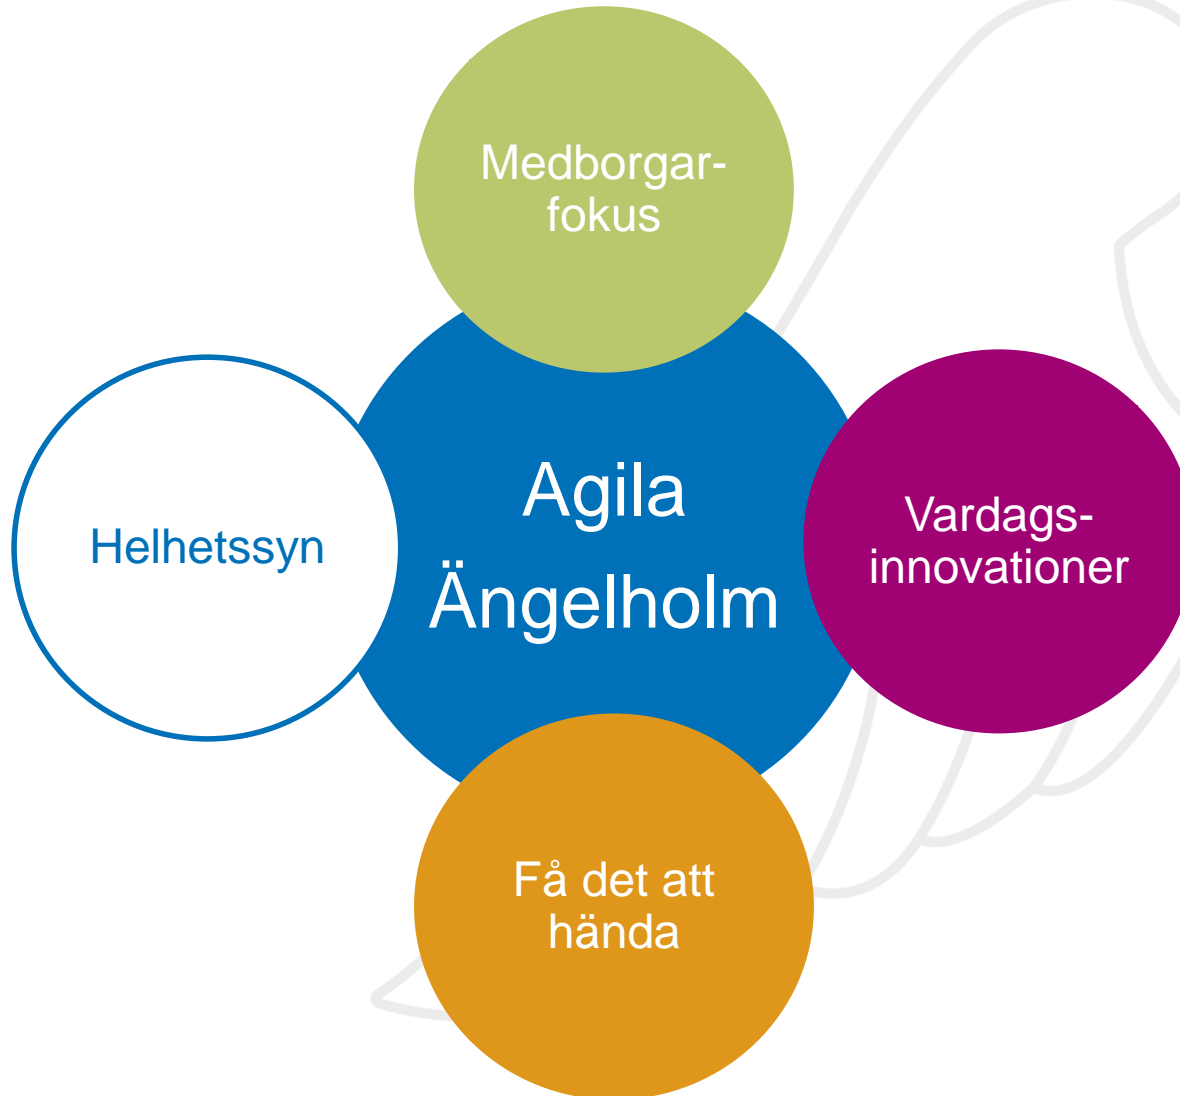 Medborgar-
fokus
Helhetssyn
Agila
Ängelholm
Vardags-
innovationer
Få det att
hända